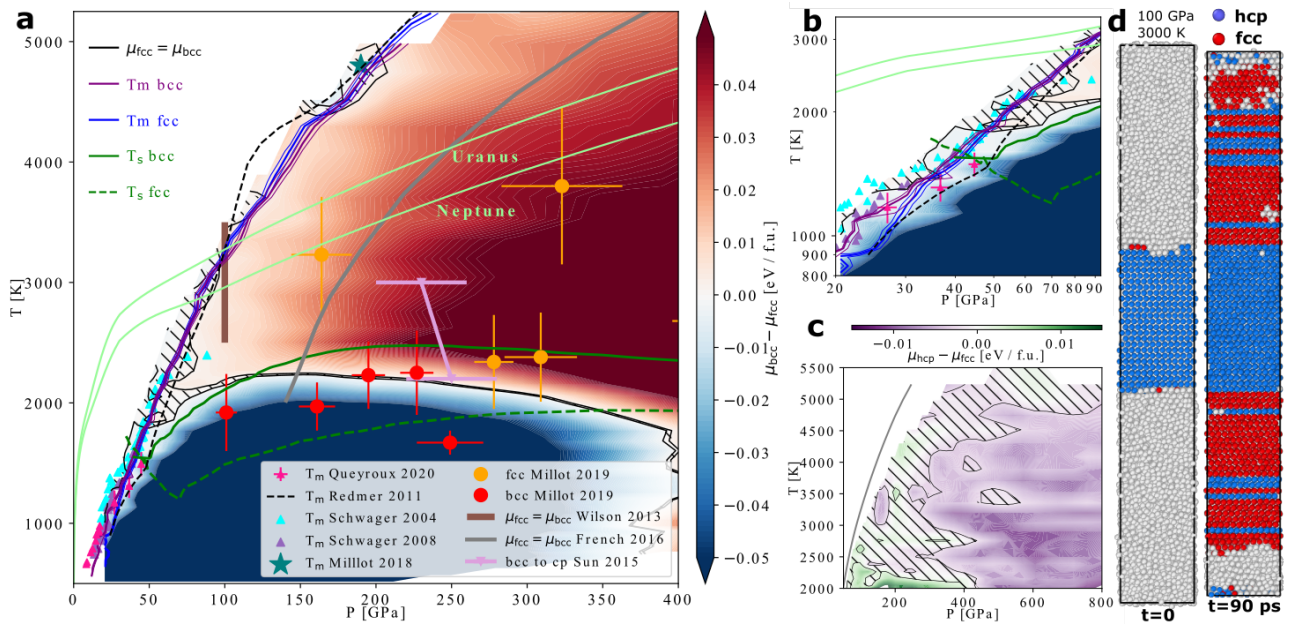 a
μfcc = μbcc
Tm bcc
Tm fcc
Ts bcc
Ts fcc
Uranus
Neptune
T [K]
5000
4000
3000
2000
1000
0
50
100
150
200
250
300
350
400
P [GPa]
Tm Queyroux 2020
Tm Redmer 2011
Tm Schwager 2004
Tm Schwager 2008
Tm Milllot 2018
fcc Millot 2019
bcc Millot 2019
μfcc = μbcc Wilson 2013
μfcc = μbcc French 2016
bcc to cp Sun 2015
0.04
0.03
0.02
0.01
0.00
−0.01
−0.02
−0.03
−0.04
−0.05
μbcc − μfcc [eV / f.u.]
b
T [K]
3000
2000
1000
900
800
20
30
40
50
60
70
80
90
P [GPa]
c
−0.01
0.00
0.01
μhcp − μfcc [eV / f.u.]
T [K]
5500
5000
4500
4000
3500
3000
2500
2000
200
400
600
800
P [GPa]
d
100 GPa
3000 K
hcp
fcc
t=0
t=90 ps